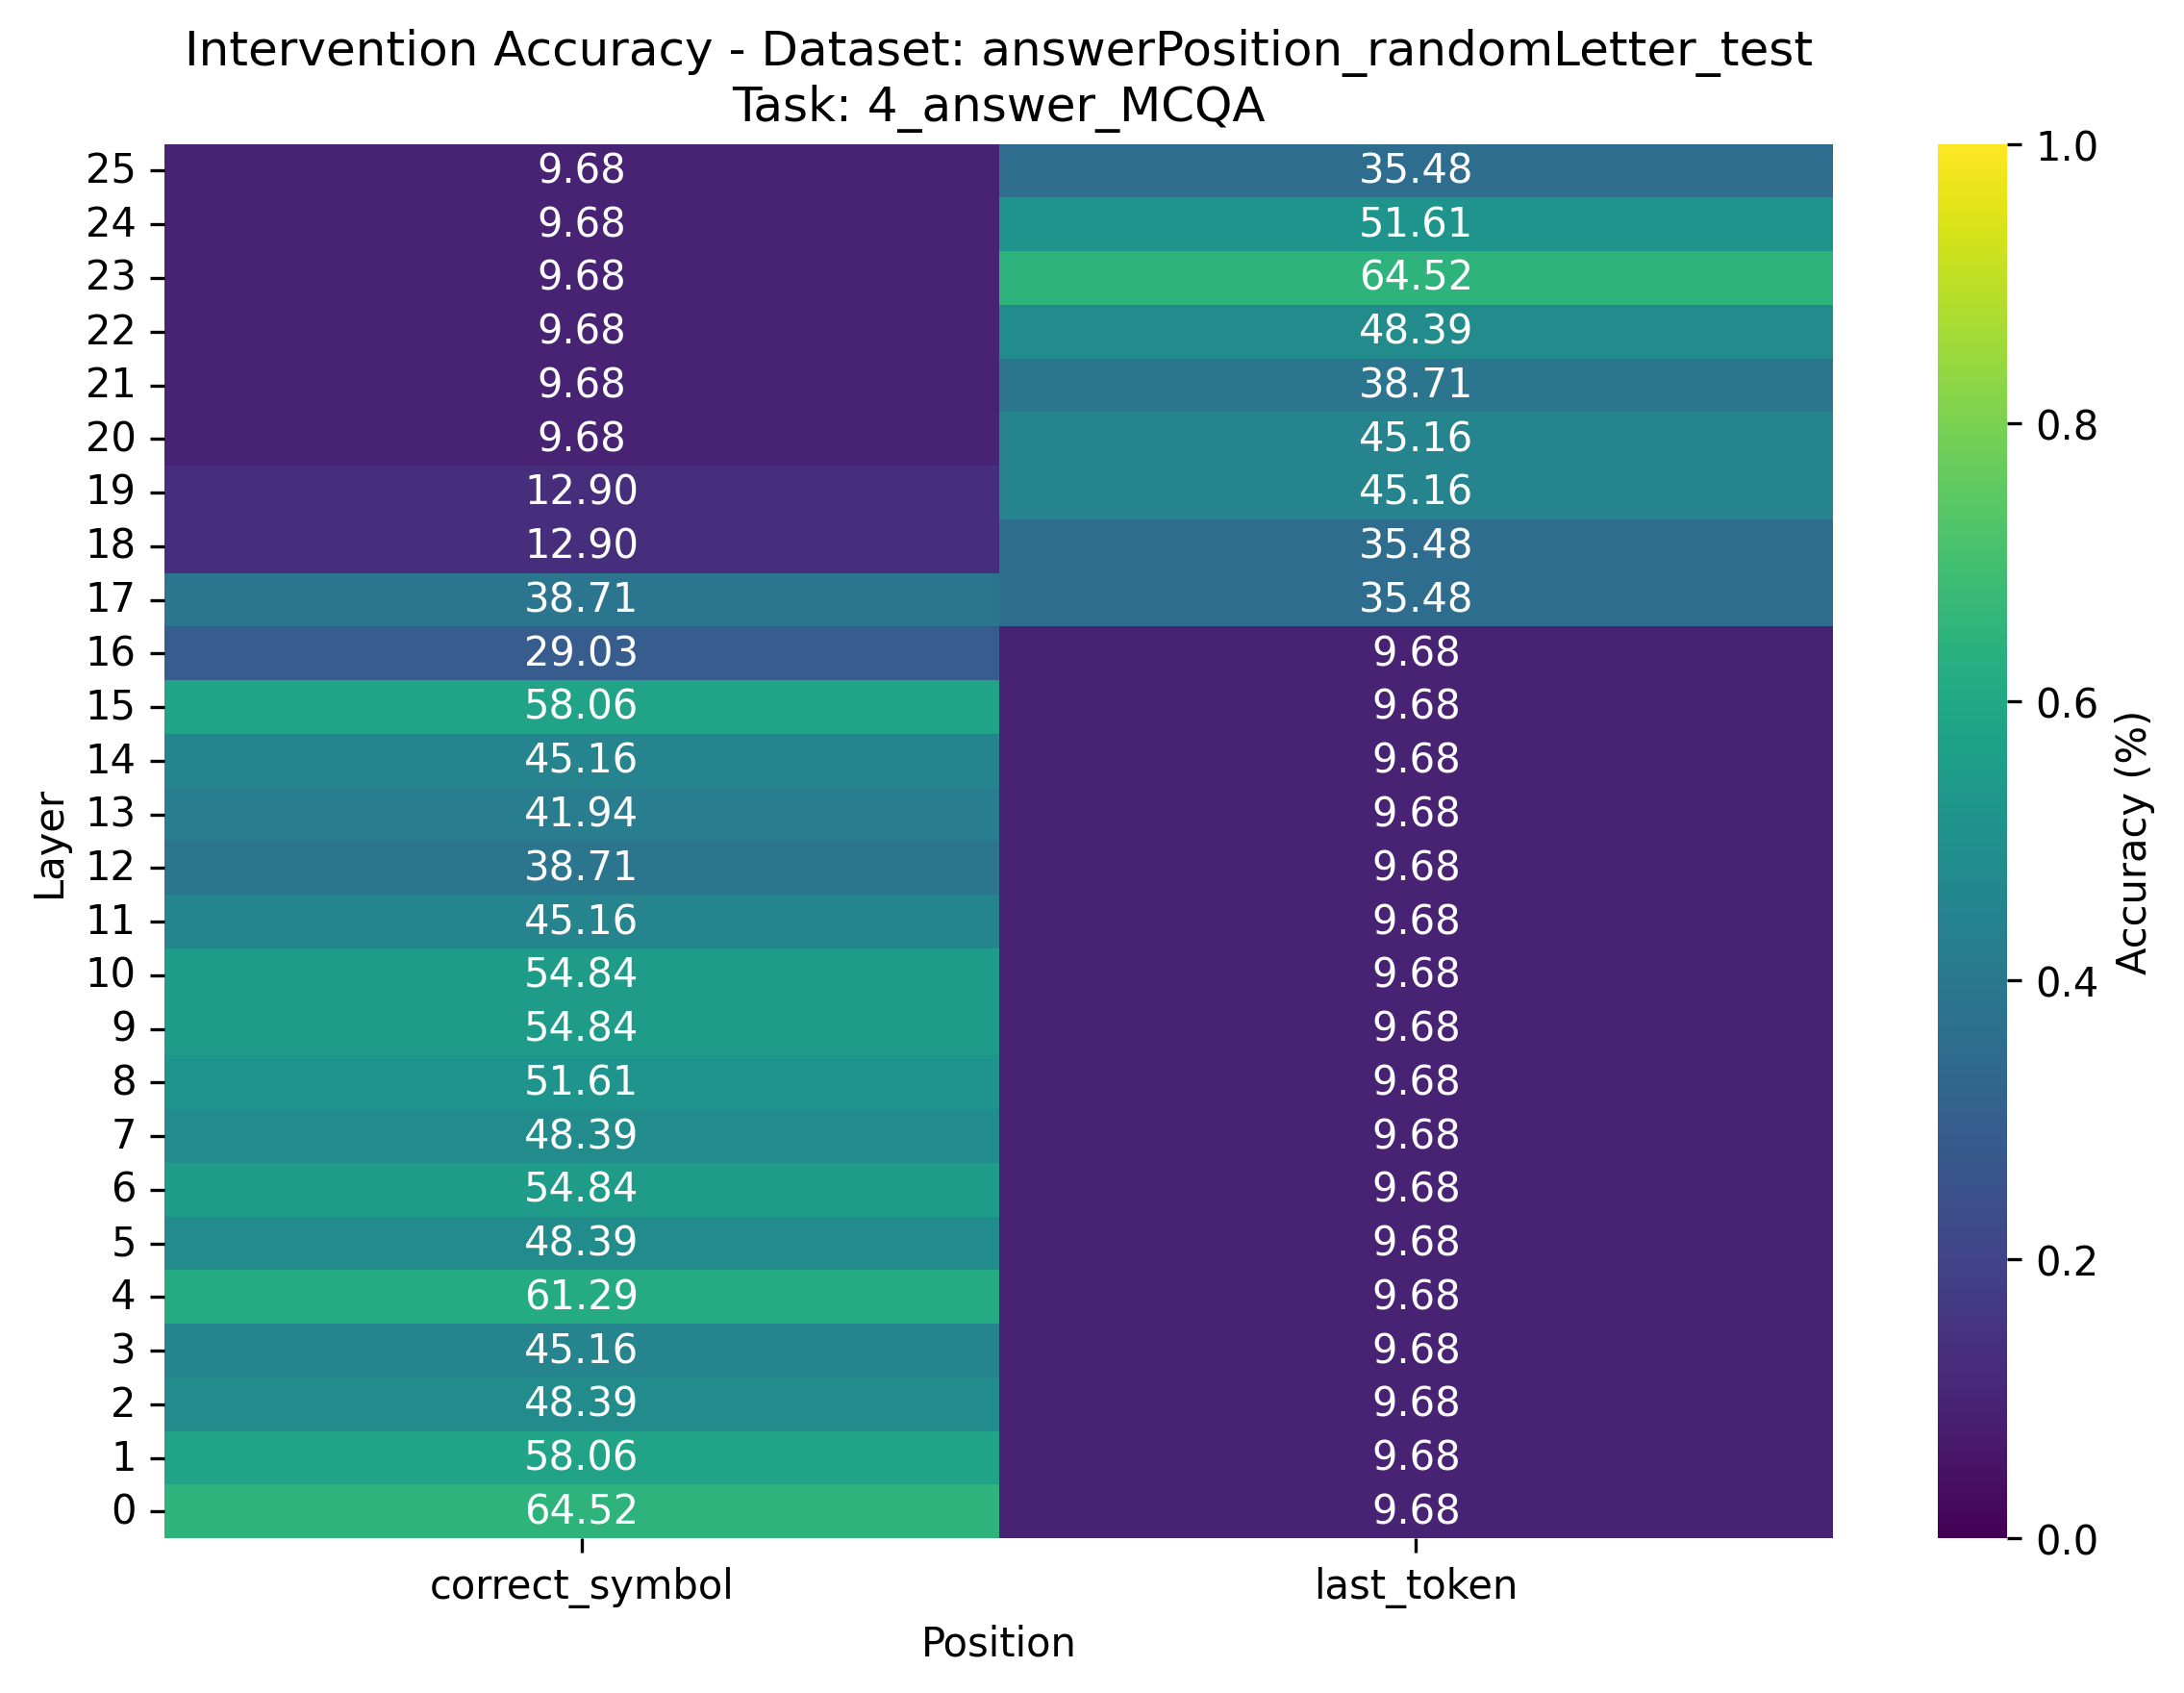 Intervention Accuracy - Dataset: answerPosition_randomLetter_test
Task: 4_answer_MCQA
25 9.68 35.48
24 9.68 51.61
23 9.68 64.52
22 9.68 48.39
21 9.68 38.71
20 9.68 45.16
19 12.90 45.16
18 12.90 35.48
17 38.71 35.48
16 29.03 9.68
15 58.06 9.68
14 45.16 9.68
13 41.94 9.68
12 38.71 9.68
11 45.16 9.68
10 54.84 9.68
9 54.84 9.68
8 51.61 9.68
7 48.39 9.68
6 54.84 9.68
5 48.39 9.68
4 61.29 9.68
3 45.16 9.68
2 48.39 9.68
1 58.06 9.68
0 64.52 9.68
correct_symbol last_token
Position
Layer
1.0
0.8
0.6
0.4
0.2
0.0
Accuracy (%)